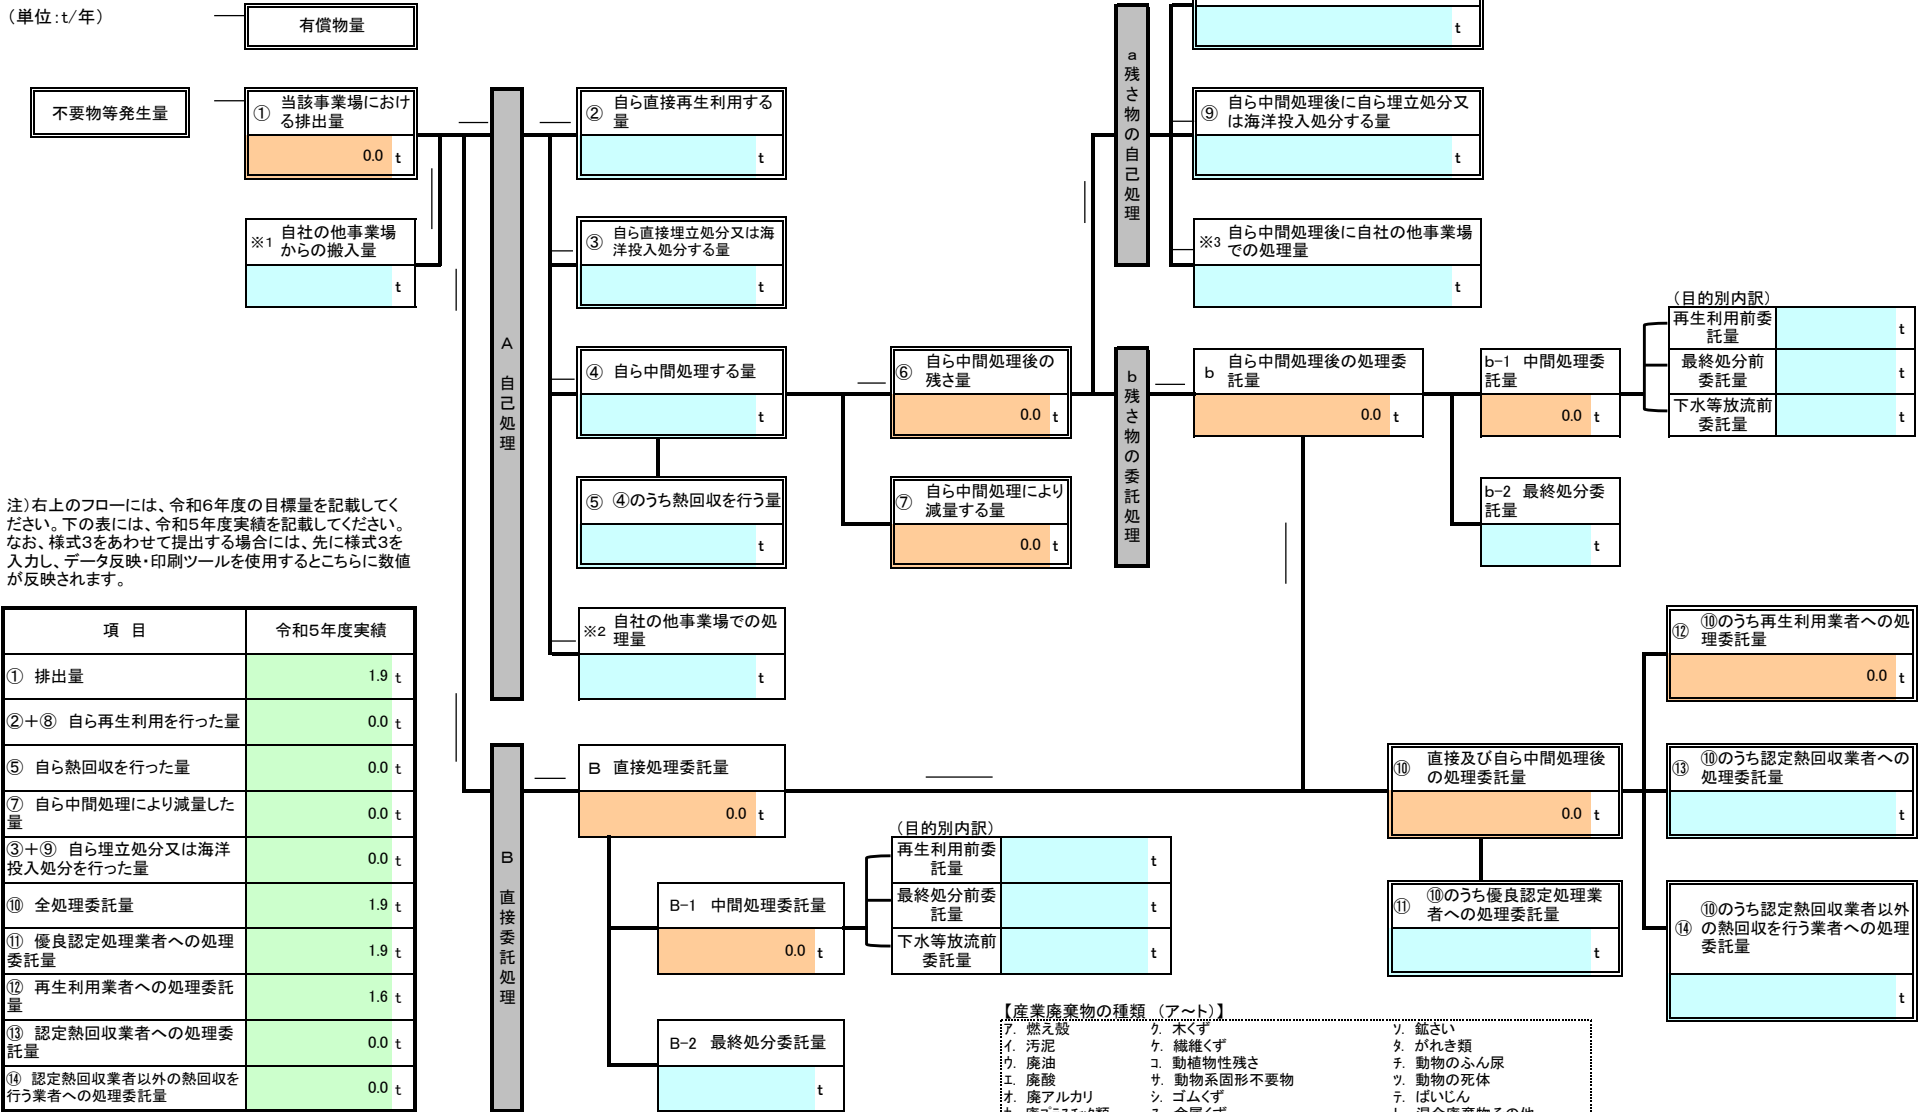 (単位:t/年)
有償物量
t
不要物等発生量
① 当該事業場におけ
る排出量
0.0 t
※1 自社の他事業場
からの搬入量
t
A 自己処理
② 自ら直接再生利用する
量
t
③ 自ら直接埋立処分又は海
洋投入処分する量
t
④ 自ら中間処理する量
t
⑤ ④のうち熱回収を行う量
t
※2 自社の他事業場での処
理量
t
⑥ 自ら中間処理後の
残さ量
0.0 t
⑦ 自ら中間処理により
減量する量
0.0 t
a 残さ物の自己処理
⑨ 自ら中間処理後に自ら埋立処分又
は海洋投入処分する量
t
※3 自ら中間処理後に自社の他事業場
での処理量
t
b 残さ物の委託処理
b 自ら中間処理後の処理委
託量
0.0 t
b-1 中間処理委
託量
0.0 t
b-2 最終処分委
託量
t
(目的別内訳)
再生利用前委
託量
t
最終処分前
委託量
t
下水等放流前
委託量
t
注)右上のフローには、令和6年度の目標量を記載してく
ださい。下の表には、令和5年度実績を記載してください。
なお、様式3をあわせて提出する場合には、先に様式3を
入力し、データ反映・印刷ツールを使用するとこちらに数値
が反映されます。
項 目 令和5年度実績
① 排出量 1.9 t
②+⑧ 自ら再生利用を行った量 0.0 t
⑤ 自ら熱回収を行った量 0.0 t
⑦ 自ら中間処理により減量した
量 0.0 t
③+⑨ 自ら埋立処分又は海洋
投入処分を行った量 0.0 t
⑩ 全処理委託量 1.9 t
⑪ 優良認定処理業者への処理
委託量 1.9 t
⑫ 再生利用業者への処理委託
量 1.6 t
⑬ 認定熱回収業者への処理委
託量 0.0 t
⑭ 認定熱回収業者以外の熱回収を
行う業者への処理委託量 0.0 t
B 直接委託処理
B 直接処理委託量
0.0 t
B-1 中間処理委託量
0.0 t
B-2 最終処分委託量
t
(目的別内訳)
再生利用前委
託量
t
最終処分前委
託量
t
下水等放流前
委託量
t
⑩ 直接及び自ら中間処理後
の処理委託量
0.0 t
⑪ ⑩のうち優良認定処理業
者への処理委託量
t
⑫ ⑩のうち再生利用業者への処
理委託量
0.0 t
⑬ ⑩のうち認定熱回収業者への
処理委託量
t
⑭ ⑩のうち認定熱回収業者以外
の熱回収を行う業者への処理
委託量
t
【産業廃棄物の種類 (ア~ト)】
ア. 燃え殻 ク. 木くず ソ. 鉱さい
イ. 汚泥 ケ. 繊維くず タ. がれき類
ウ. 廃油 コ. 動植物性残さ チ. 動物のふん尿
エ. 廃酸 サ. 動物系固形不要物 ツ. 動物の死体
オ. 廃アルカリ シ. ゴムくず テ. ばいじん